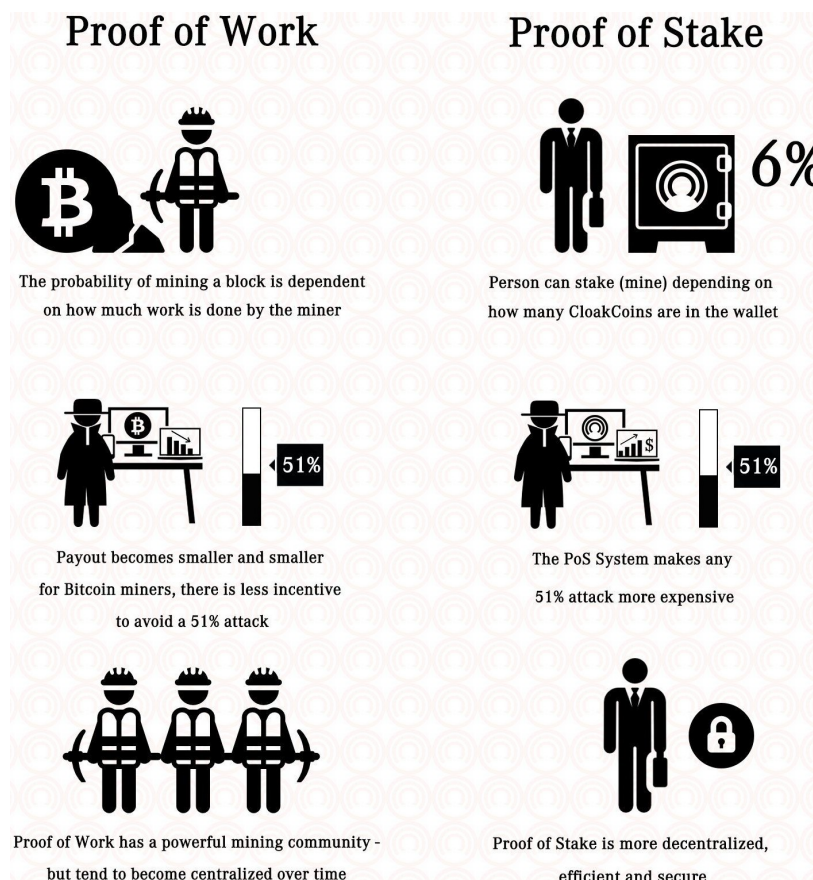 Proof of Work
Proof of Stake
6%
The probability of mining a block is dependent
on how much work is done by the miner
Person can stake (mine) depending on
how many CloakCoins are in the wallet
51%
$
51%
Payout becomes smaller and smaller
for Bitcoin miners, there is less incentive
to avoid a 51% attack
The PoS System makes any
51% attack more expensive
Proof of Work has a powerful mining community -
but tend to become centralized over time
Proof of Stake is more decentralized,
efficient and secure